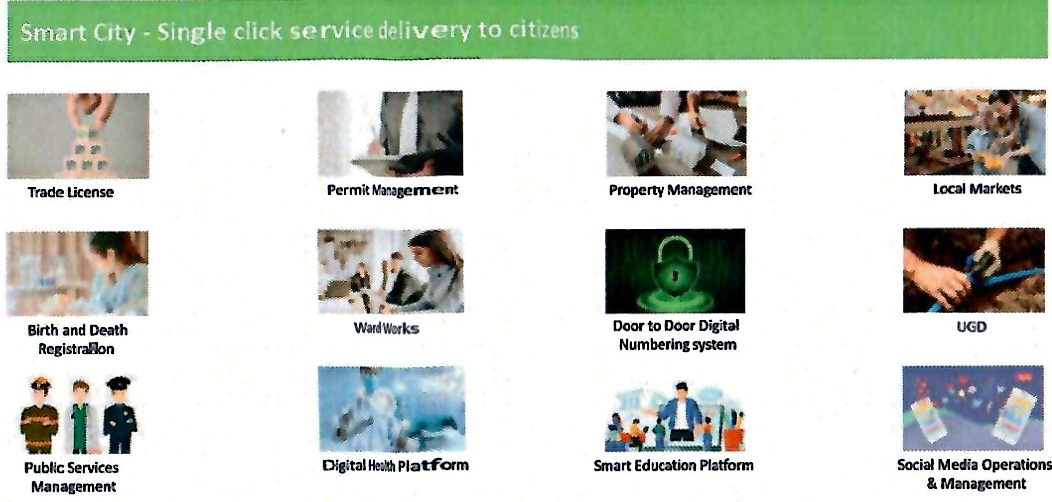 Smart City - Single click service delivery to citizens
Trade License
Permit Management
Property Management
Local Markets
Birth and Death
Registra on
Ward Works
Door to Door Digital
Numbering system
UGD
Public Services
Management
Digital Health Platform
Smart Education Platform
Social Media Operations
& Management